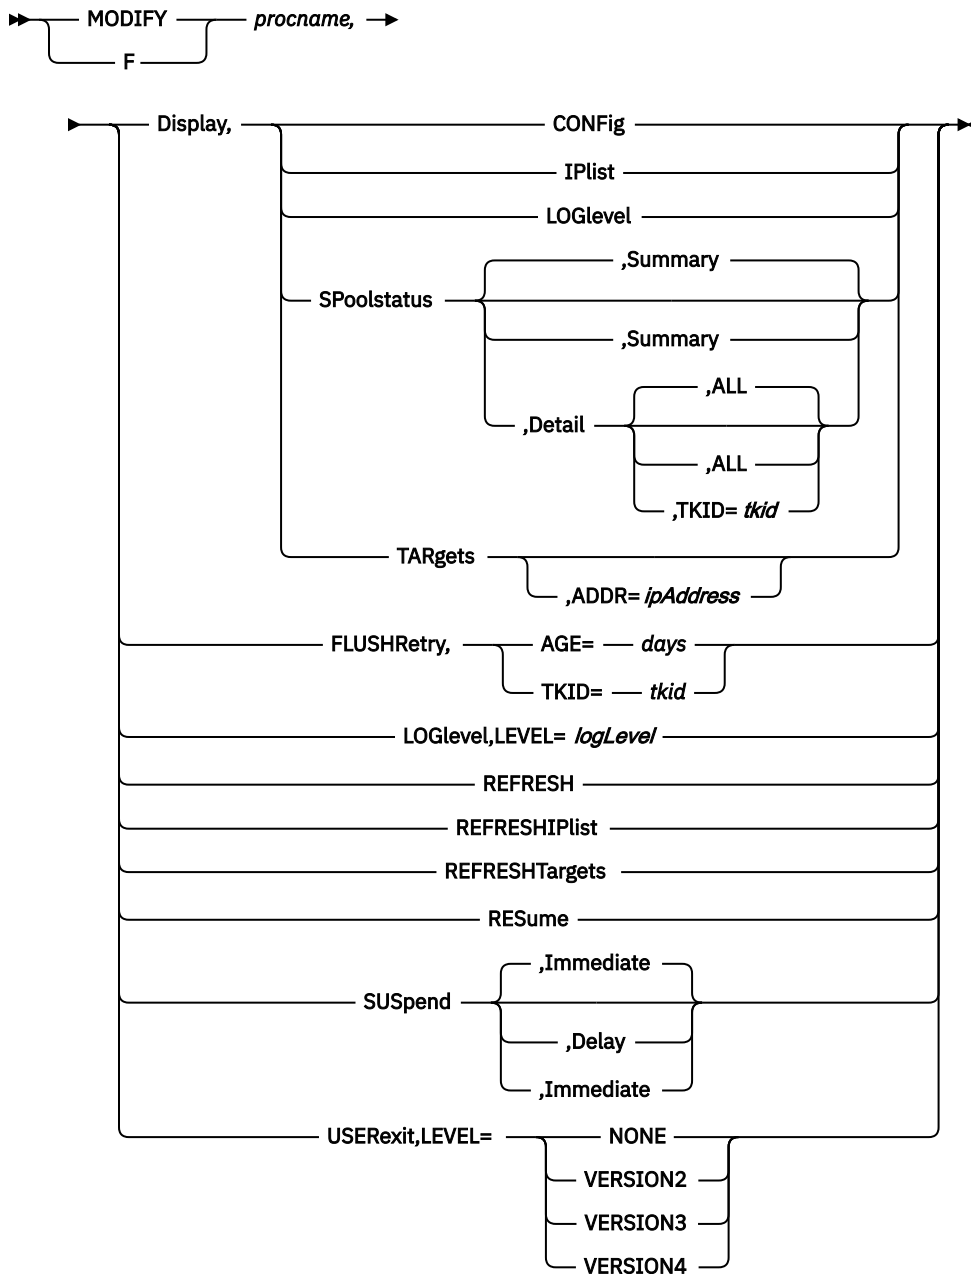 MODIFY procname,
F
Display, CONFig
IPlist
LOGlevel
,Summary
SPoolstatus
,Summary
,ALL
,Detail
,ALL
,TKID= tkid
TARgets
,ADDR= ipAddress
FLUSHRetry, AGE= days
TKID= tkid
LOGlevel,LEVEL= logLevel
REFRESH
REFRESHIPlist
REFRESHTargets
RESume
,Immediate
SUSpend
,Delay
,Immediate
USERexit,LEVEL= NONE
VERSION2
VERSION3
VERSION4